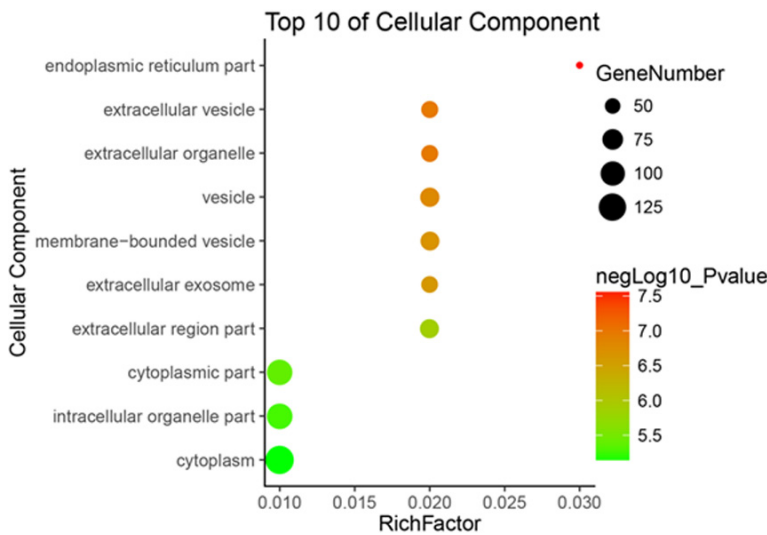 Top 10 of Cellular Component
Cellular Component
endoplasmic reticulum part
extracellular vesicle
extracellular organelle
vesicle
membrane−bounded vesicle
extracellular exosome
extracellular region part
cytoplasmic part
intracellular organelle part
cytoplasm
0.010 0.015 0.020 0.025 0.030
RichFactor
GeneNumber
50
75
100
125
negLog10_Pvalue
7.5
7.0
6.5
6.0
5.5